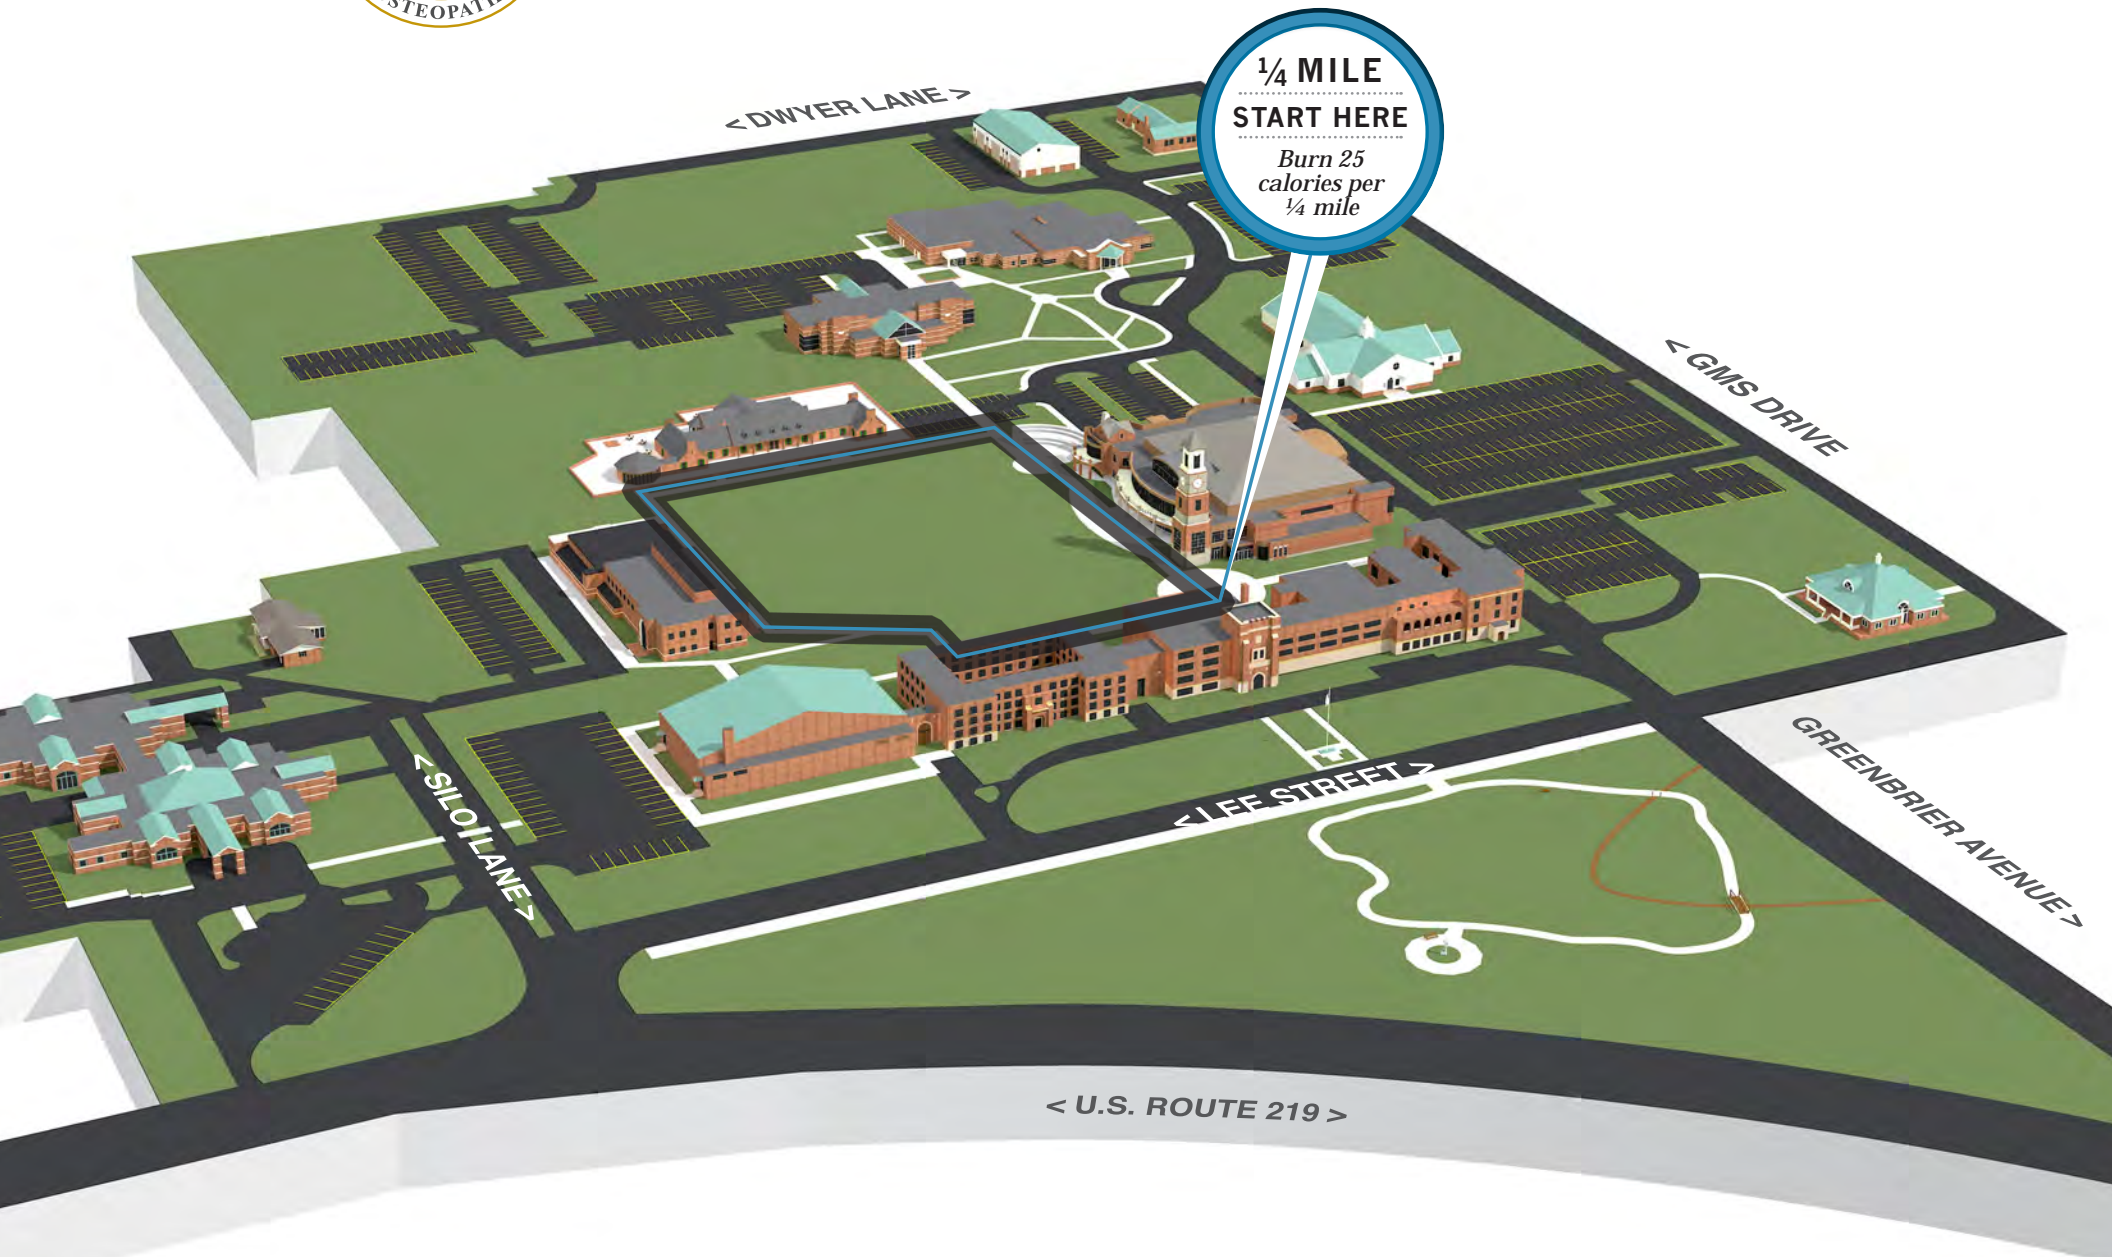 ¼ MILE
START HERE
Burn 25
calories per
¼ mile
< DWYER LANE >
< GMS DRIVE
< SILO LANE >
< LEE STREET >
GREENBRIER AVENUE >
< U.S. ROUTE 219 >